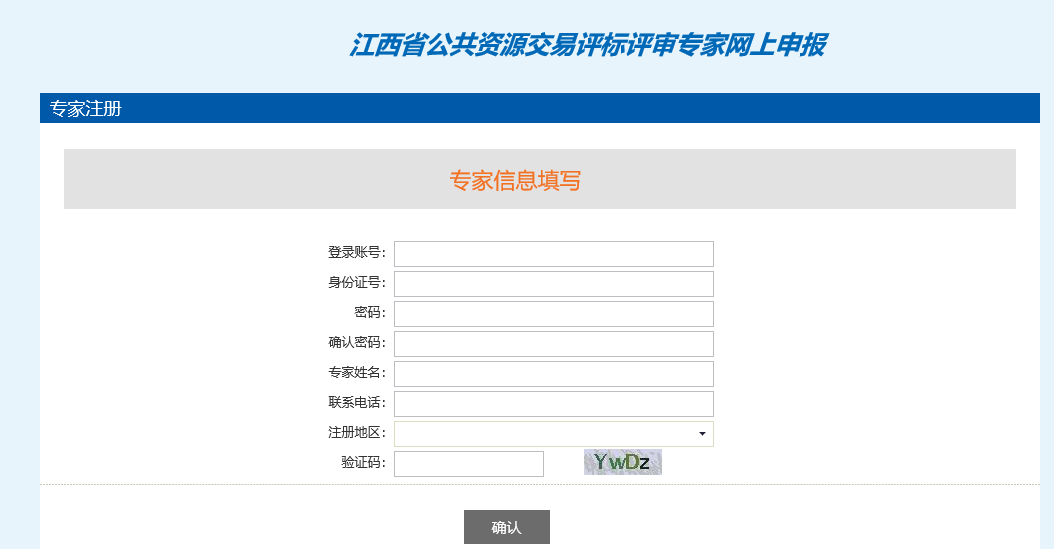 江西省公共资源交易评标评审专家网上申报
专家注册
专家信息填写
登录账号:
身份证号:
密码:
确认密码:
专家姓名:
联系电话:
注册地区:
验证码: YwDz
确认